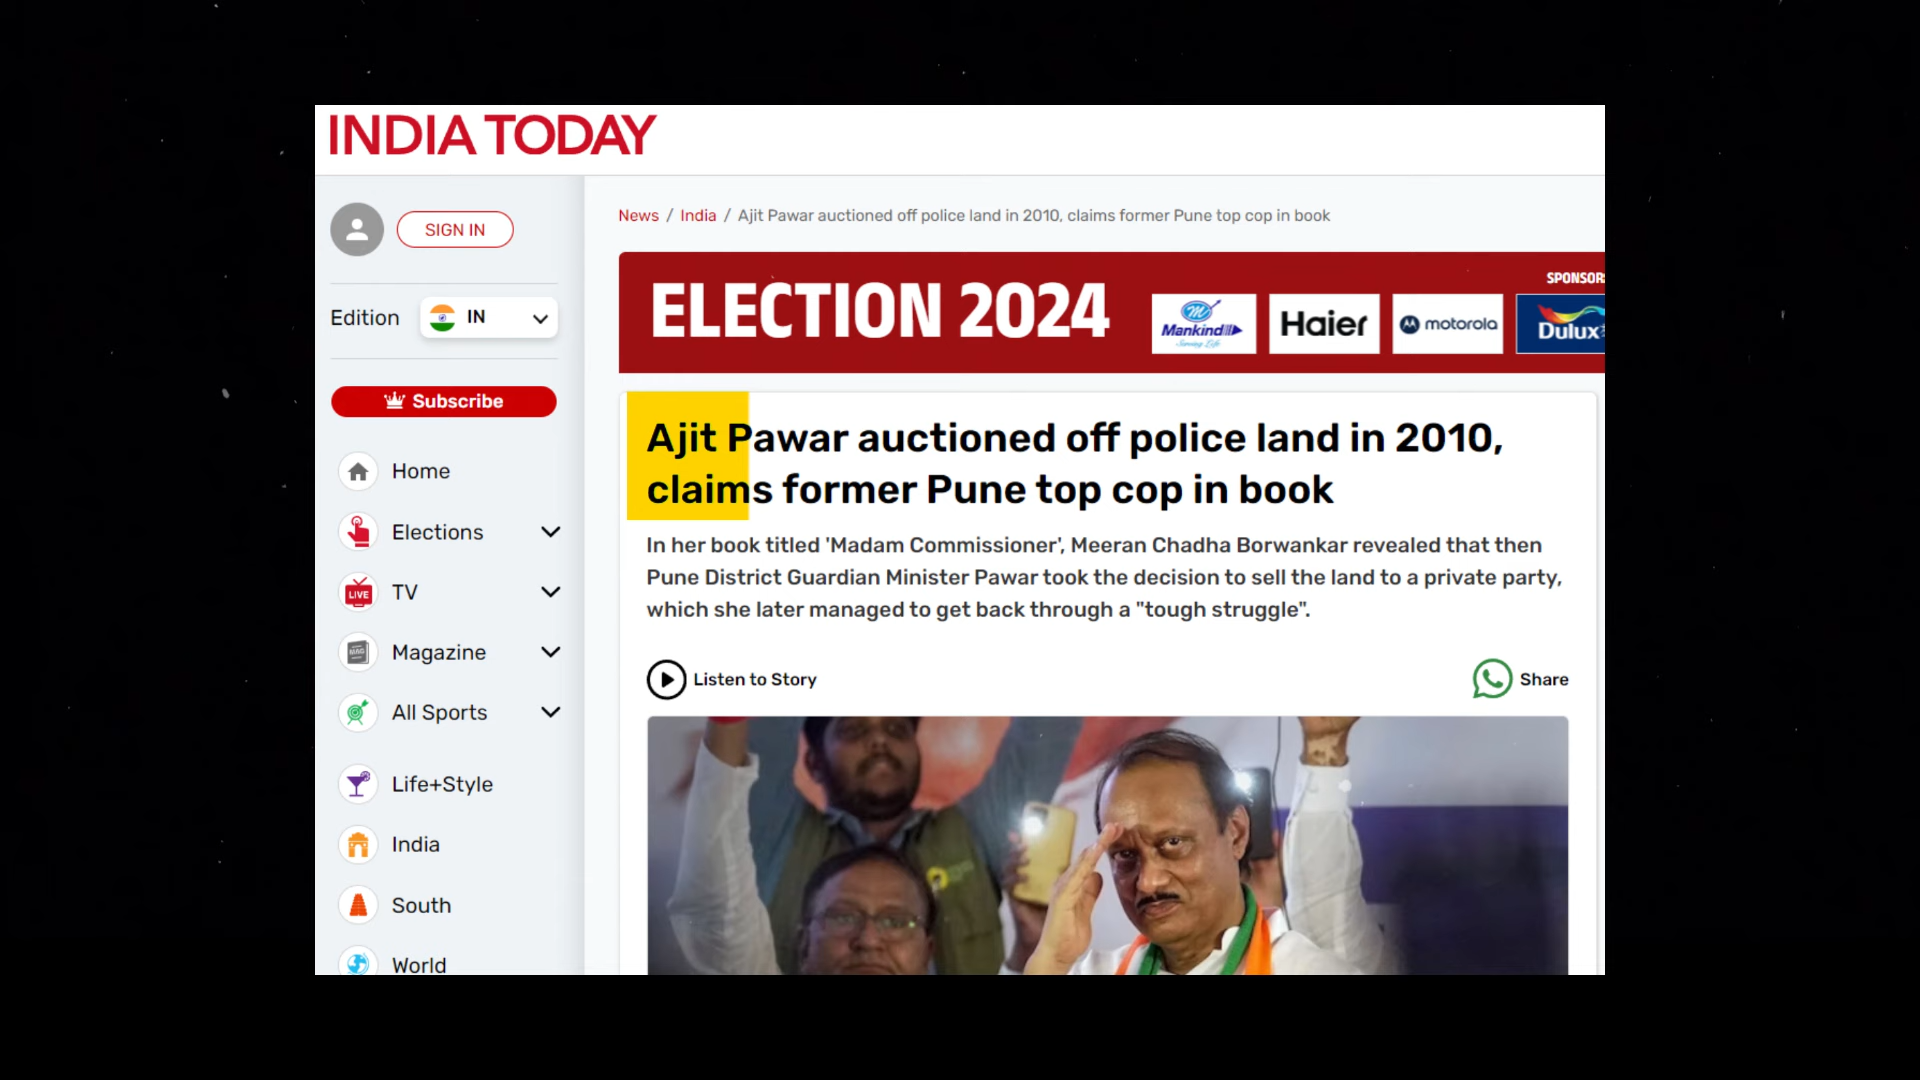 INDIA TODAY
SIGN IN
Edition
IN
Subscribe
Home
Elections
LIVE
TV
MAG
Magazine
All Sports
Life+Style
India
South
World
News / India / Ajit Pawar auctioned off police land in 2010, claims former Pune top cop in book
ELECTION 2024
SPONSOR
Mankind
Serving Life
Haier
motorola
Dulux
Ajit Pawar auctioned off police land in 2010,
claims former Pune top cop in book
In her book titled 'Madam Commissioner', Meeran Chadha Borwankar revealed that then
Pune District Guardian Minister Pawar took the decision to sell the land to a private party,
which she later managed to get back through a "tough struggle".
Listen to Story
Share